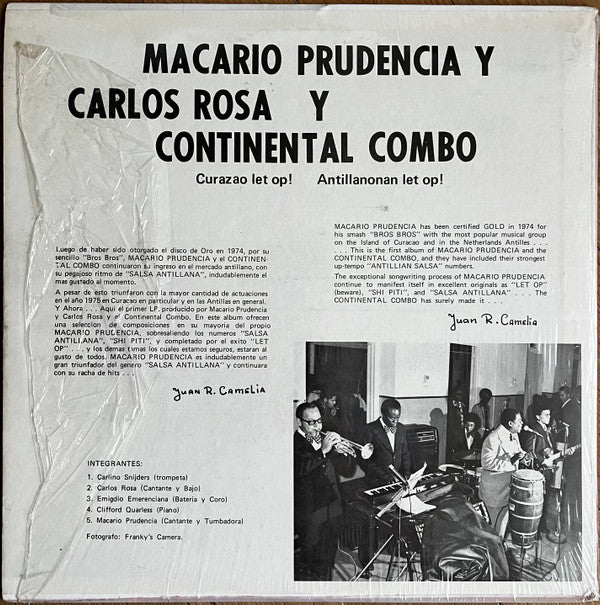 MACARIO PRUDENCIA Y
CARLOS ROSA Y
CONTINENTAL COMBO
Curazao let op! Antillanonan let op!
Luego de haber sido otorgado el disco de Oro en 1974, por su
sencillo "Bros Bros", MACARIO PRUDENCIA y el CONTINEN-
TAL COMBO continuaron su ingreso en el mercado antillano, con
su pegajoso ritmo de "SALSA ANTILLANA", indudablemente el
mas gustado al momento.
A pesar de esto triunfaron con la mayor cantidad de actuaciones
en el año 1975 en Curacao en particular y en las Antillas en general.
Y Ahora . . . Aqui el primer LP. producido por Macario Prudencia
y Carlos Rosa y el Continental Combo. En este album ofrecen
una seleccion de composiciones en su mayoria del propio
MACARIO PRUDENCIA, sobresaliendo los numeros "SALSA
ANTILLANA", "SHI PITI", y completado por el exito "LET
OP" . . . y los demas temas los cuales estamos seguros, estaran al
gusto de todos. MACARIO PRUDENCIA es indudablemente un
gran triunfador del genero "SALSA ANTILLANA" y continuara
con su racha de hits . . .
Juan R. Camelia
MACARIO PRUDENCIA has been certified GOLD in 1974 for
his smash "BROS BROS" with the most popular musical group
on the Island of Curacao and in the Netherlands Antilles . . . .
. . . . This is the first album of MACARIO PRUDENCIA and the
CONTINENTAL COMBO, and they have included their strongest
up-tempo "ANTILLIAN SALSA" numbers.
The exceptional songwriting process of MACARIO PRUDENCIA
continue to manifest itself in excellent originals as "LET OP"
(beware), "SHI PITI", and "SALSA ANTILLANA" . . . . The
CONTINENTAL COMBO has surely made it . . . .
Juan R. Camelia
INTEGRANTES:
1. Carlino Snijders (trompeta)
2. Carlos Rosa (Cantante y Bajo)
3. Emigdio Emerenciana (Bateria y Coro)
4. Clifford Quarless (Piano)
5. Macario Prudencia (Cantante y Tumbadora)
Fotografo: Franky's Camera.